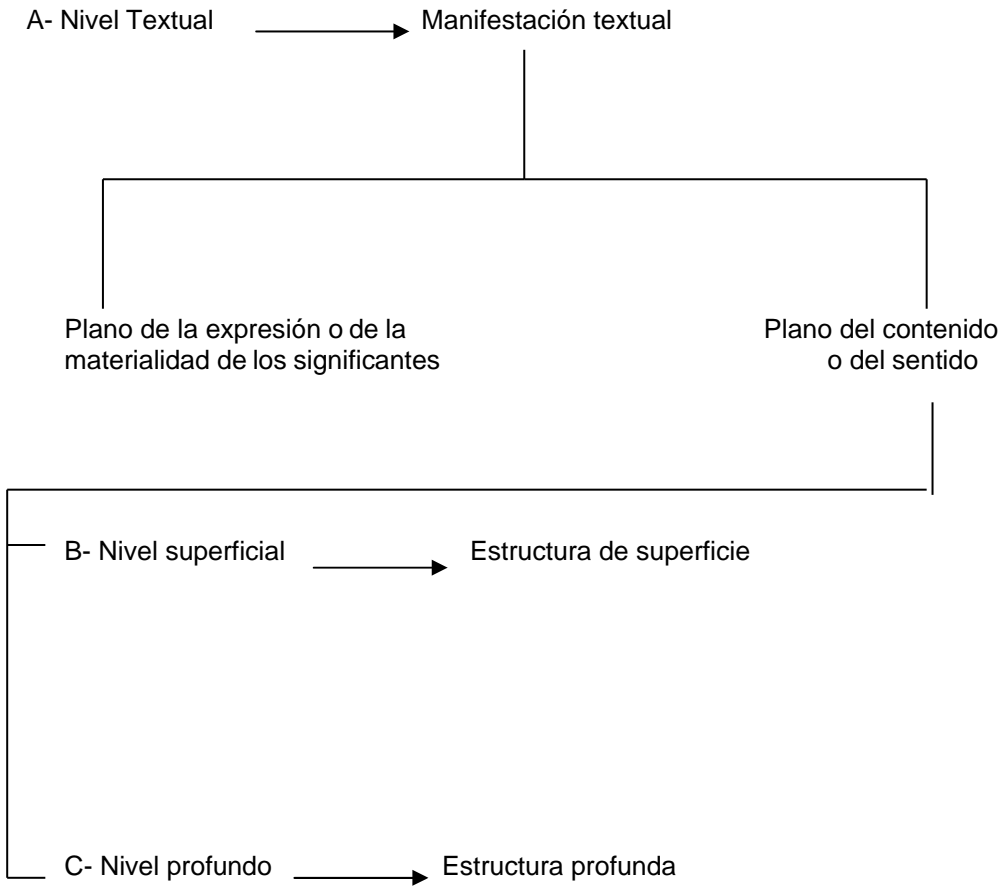 A- Nivel Textual
Manifestación textual
Plano de la expresión o de la
materialidad de los significantes
Plano del contenido
o del sentido
B- Nivel superficial
Estructura de superficie
C- Nivel profundo
Estructura profunda